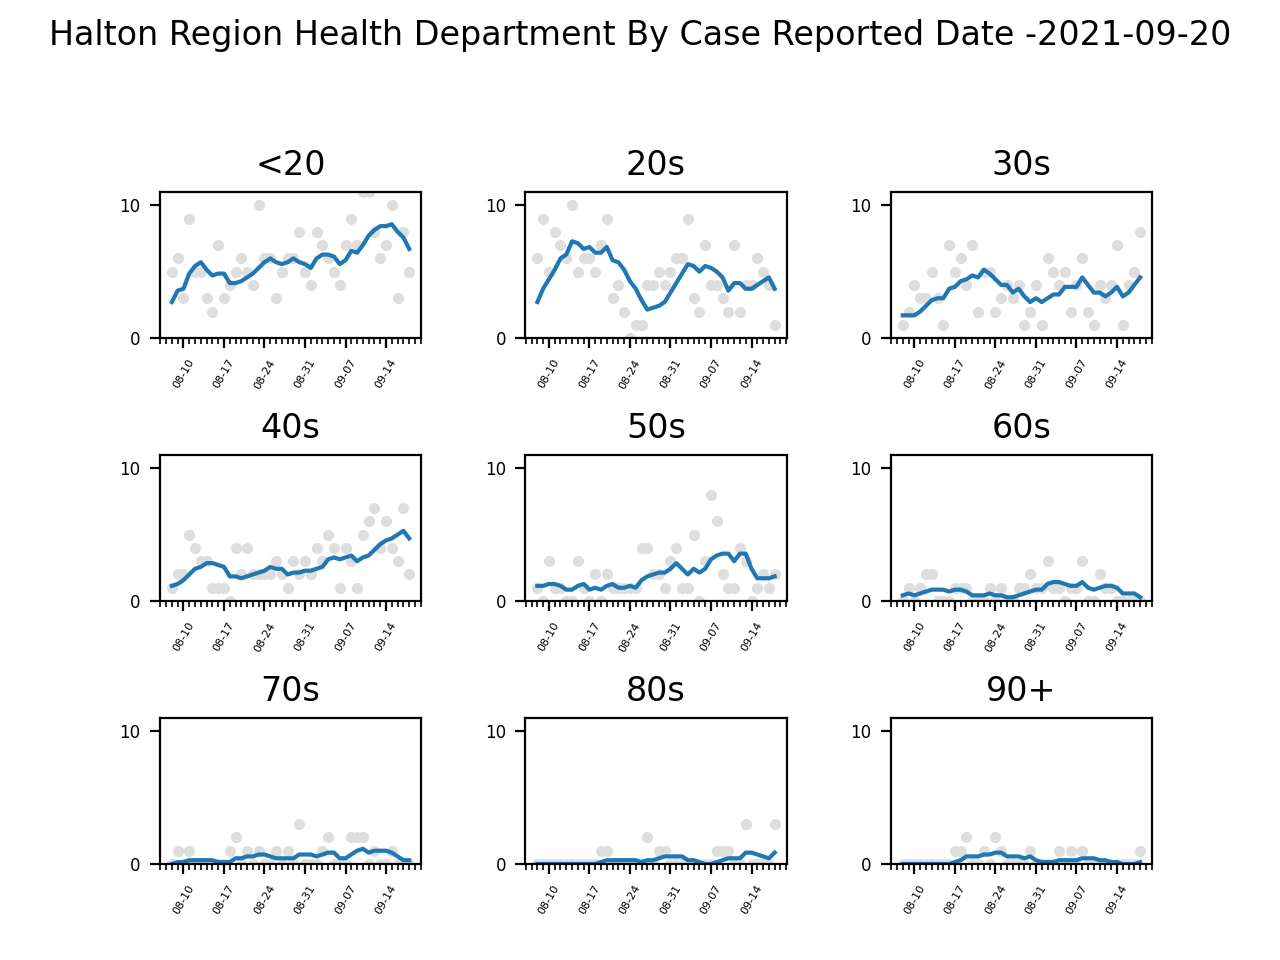 Halton Region Health Department By Case Reported Date -2021-09-20
<20 20s 30s
10 10 10
0 0 0
08-10 08-17 08-24 08-31 09-07 09-14 08-10 08-17 08-24 08-31 09-07 09-14 08-10 08-17 08-24 08-31 09-07 09-14
40s 50s 60s
10 10 10
0 0 0
08-10 08-17 08-24 08-31 09-07 09-14 08-10 08-17 08-24 08-31 09-07 09-14 08-10 08-17 08-24 08-31 09-07 09-14
70s 80s 90+
10 10 10
0 0 0
08-10 08-17 08-24 08-31 09-07 09-14 08-10 08-17 08-24 08-31 09-07 09-14 08-10 08-17 08-24 08-31 09-07 09-14